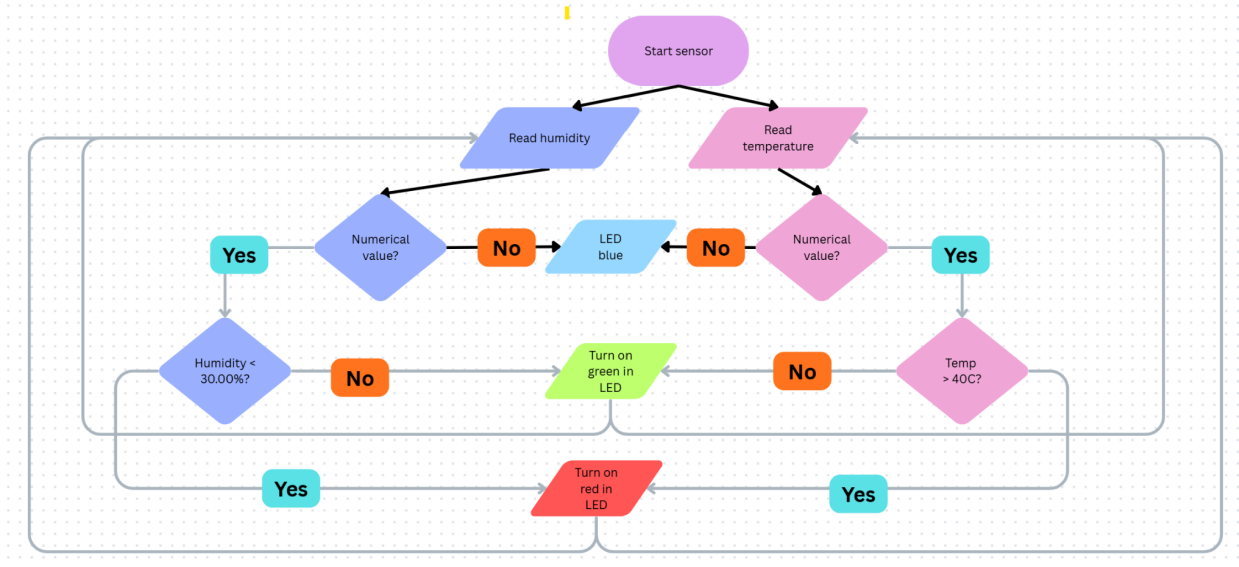 Start sensor
Read humidity
Read
temperature
Numerical
value?
No
LED
blue
No
Numerical
value?
Yes
Yes
Humidity <
30.00%?
No
Turn on
green in
LED
No
Temp
> 40C?
Yes
Turn on
red in
LED
Yes